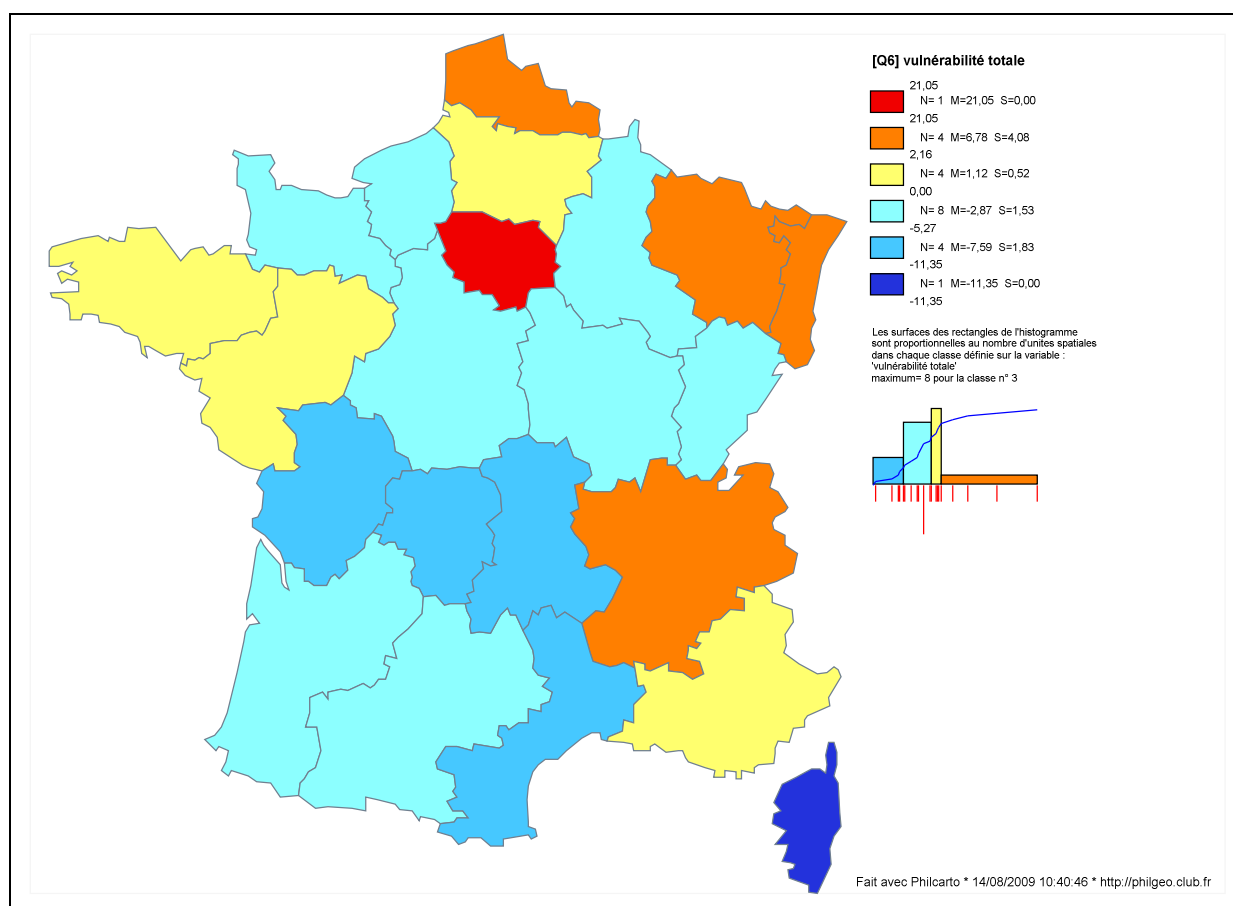 [Q6] vulnérabilité totale
21,05
N= 1 M=21,05 S=0,00
21,05
N= 4 M=6,78 S=4,08
2,16
N= 4 M=1,12 S=0,52
0,00
N= 8 M=-2,87 S=1,53
-5,27
N= 4 M=-7,59 S=1,83
-11,35
N= 1 M=-11,35 S=0,00
-11,35
Les surfaces des rectangles de l'histogramme
sont proportionnelles au nombre d'unites spatiales
dans chaque classe définie sur la variable :
'vulnérabilité totale'
maximum= 8 pour la classe n° 3
Fait avec Philcarto * 14/08/2009 10:40:46 * http://philgeo.club.fr